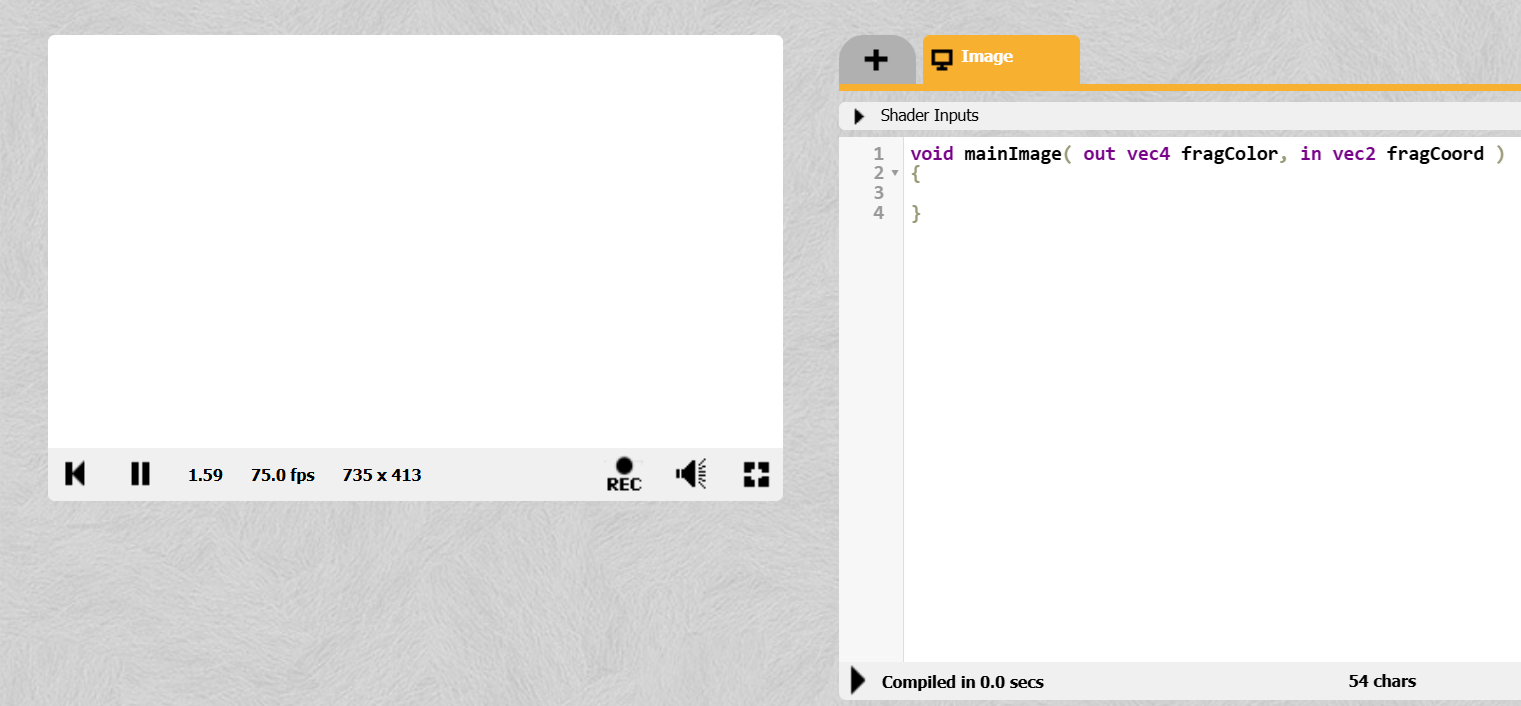 Image
Shader Inputs
1 void mainImage( out vec4 fragColor, in vec2 fragCoord )
2 {
3
4 }
1.59 75.0 fps 735 x 413 REC
Compiled in 0.0 secs 54 chars